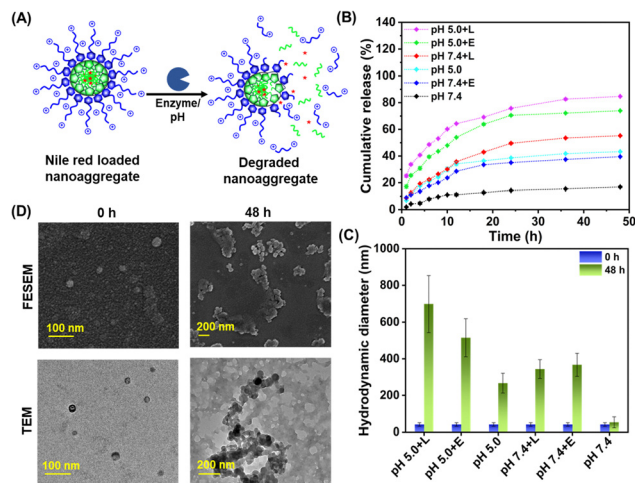 (A)
Enzyme/
pH
Nile red loaded
nanoaggregate
Degraded
nanoaggregate
(B)
Cumulative release (%)
100
80
60
40
20
0
pH 5.0+L
pH 5.0+E
pH 7.4+L
pH 5.0
pH 7.4+E
pH 7.4
0 10 20 30 40 50
Time (h)
(D)
0 h
48 h
FESEM
100 nm
200 nm
TEM
100 nm
200 nm
(C)
Hydrodynamic diameter (nm)
1000
800
600
400
200
0
0 h
48 h
pH 5.0+L
pH 5.0+E
pH 5.0
pH 7.4+L
pH 7.4+E
pH 7.4